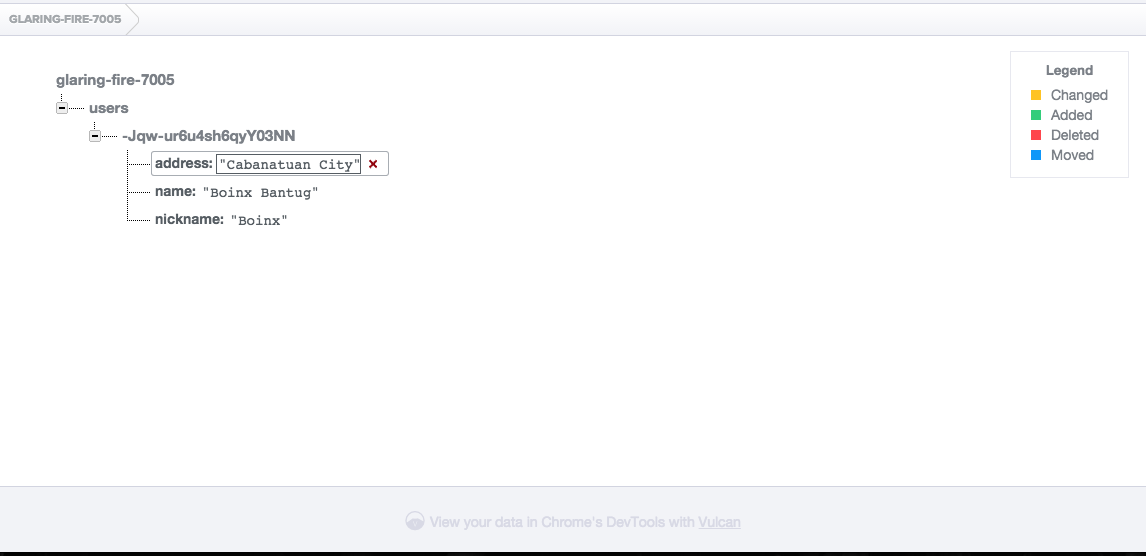 GLARING-FIRE-7005
glaring-fire-7005
users
-Jqw-ur6u4sh6qyY03NN
address: "Cabanatuan City"
name: "Boinx Bantug"
nickname: "Boinx"
Legend
Changed
Added
Deleted
Moved
View your data in Chrome's DevTools with Vulcan